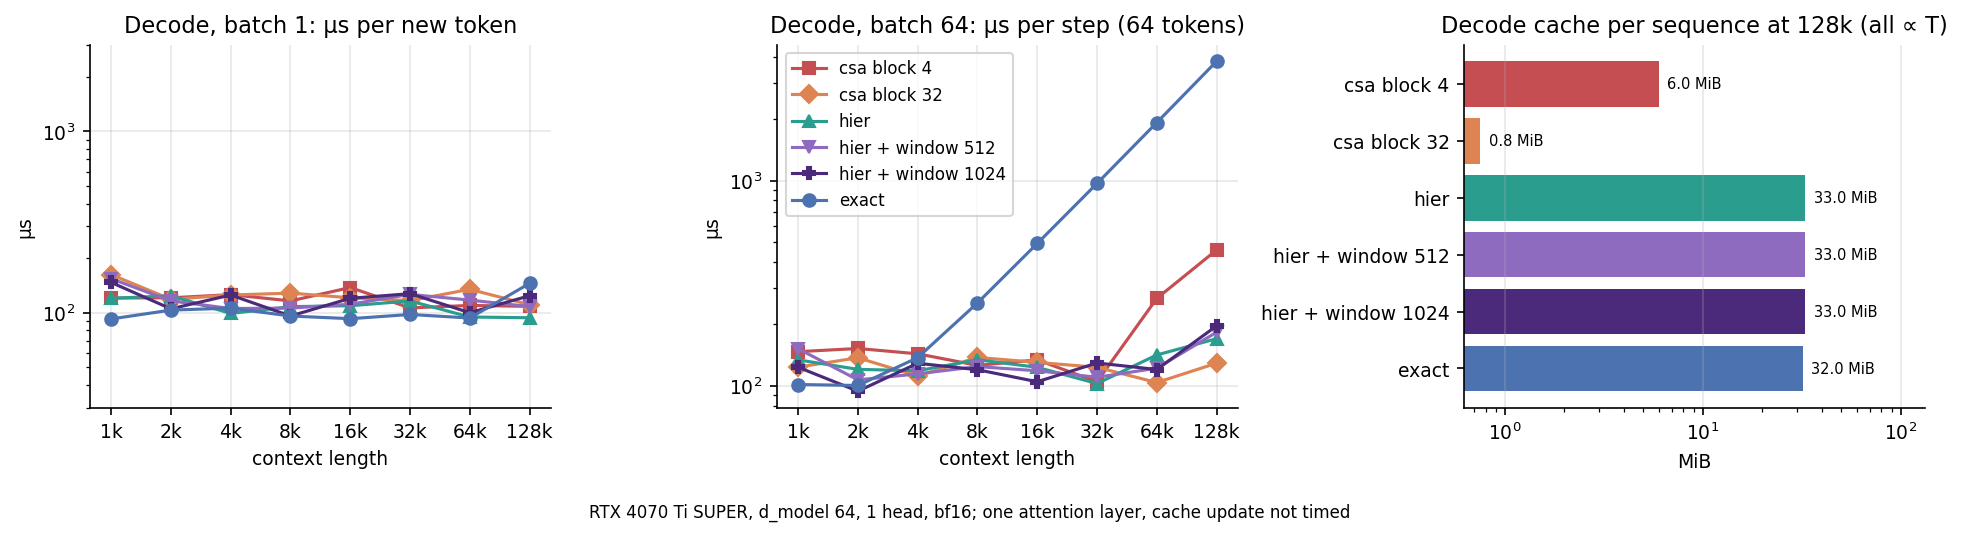 Decode, batch 1: µs per new token
µs
10³
10²
1k 2k 4k 8k 16k 32k 64k 128k
context length
Decode, batch 64: µs per step (64 tokens)
csa block 4
csa block 32
hier
hier + window 512
hier + window 1024
exact
µs
10³
10²
1k 2k 4k 8k 16k 32k 64k 128k
context length
Decode cache per sequence at 128k (all ∝ T)
csa block 4 6.0 MiB
csa block 32 0.8 MiB
hier 33.0 MiB
hier + window 512 33.0 MiB
hier + window 1024 33.0 MiB
exact 32.0 MiB
10⁰ 10¹ 10²
MiB
RTX 4070 Ti SUPER, d_model 64, 1 head, bf16; one attention layer, cache update not timed